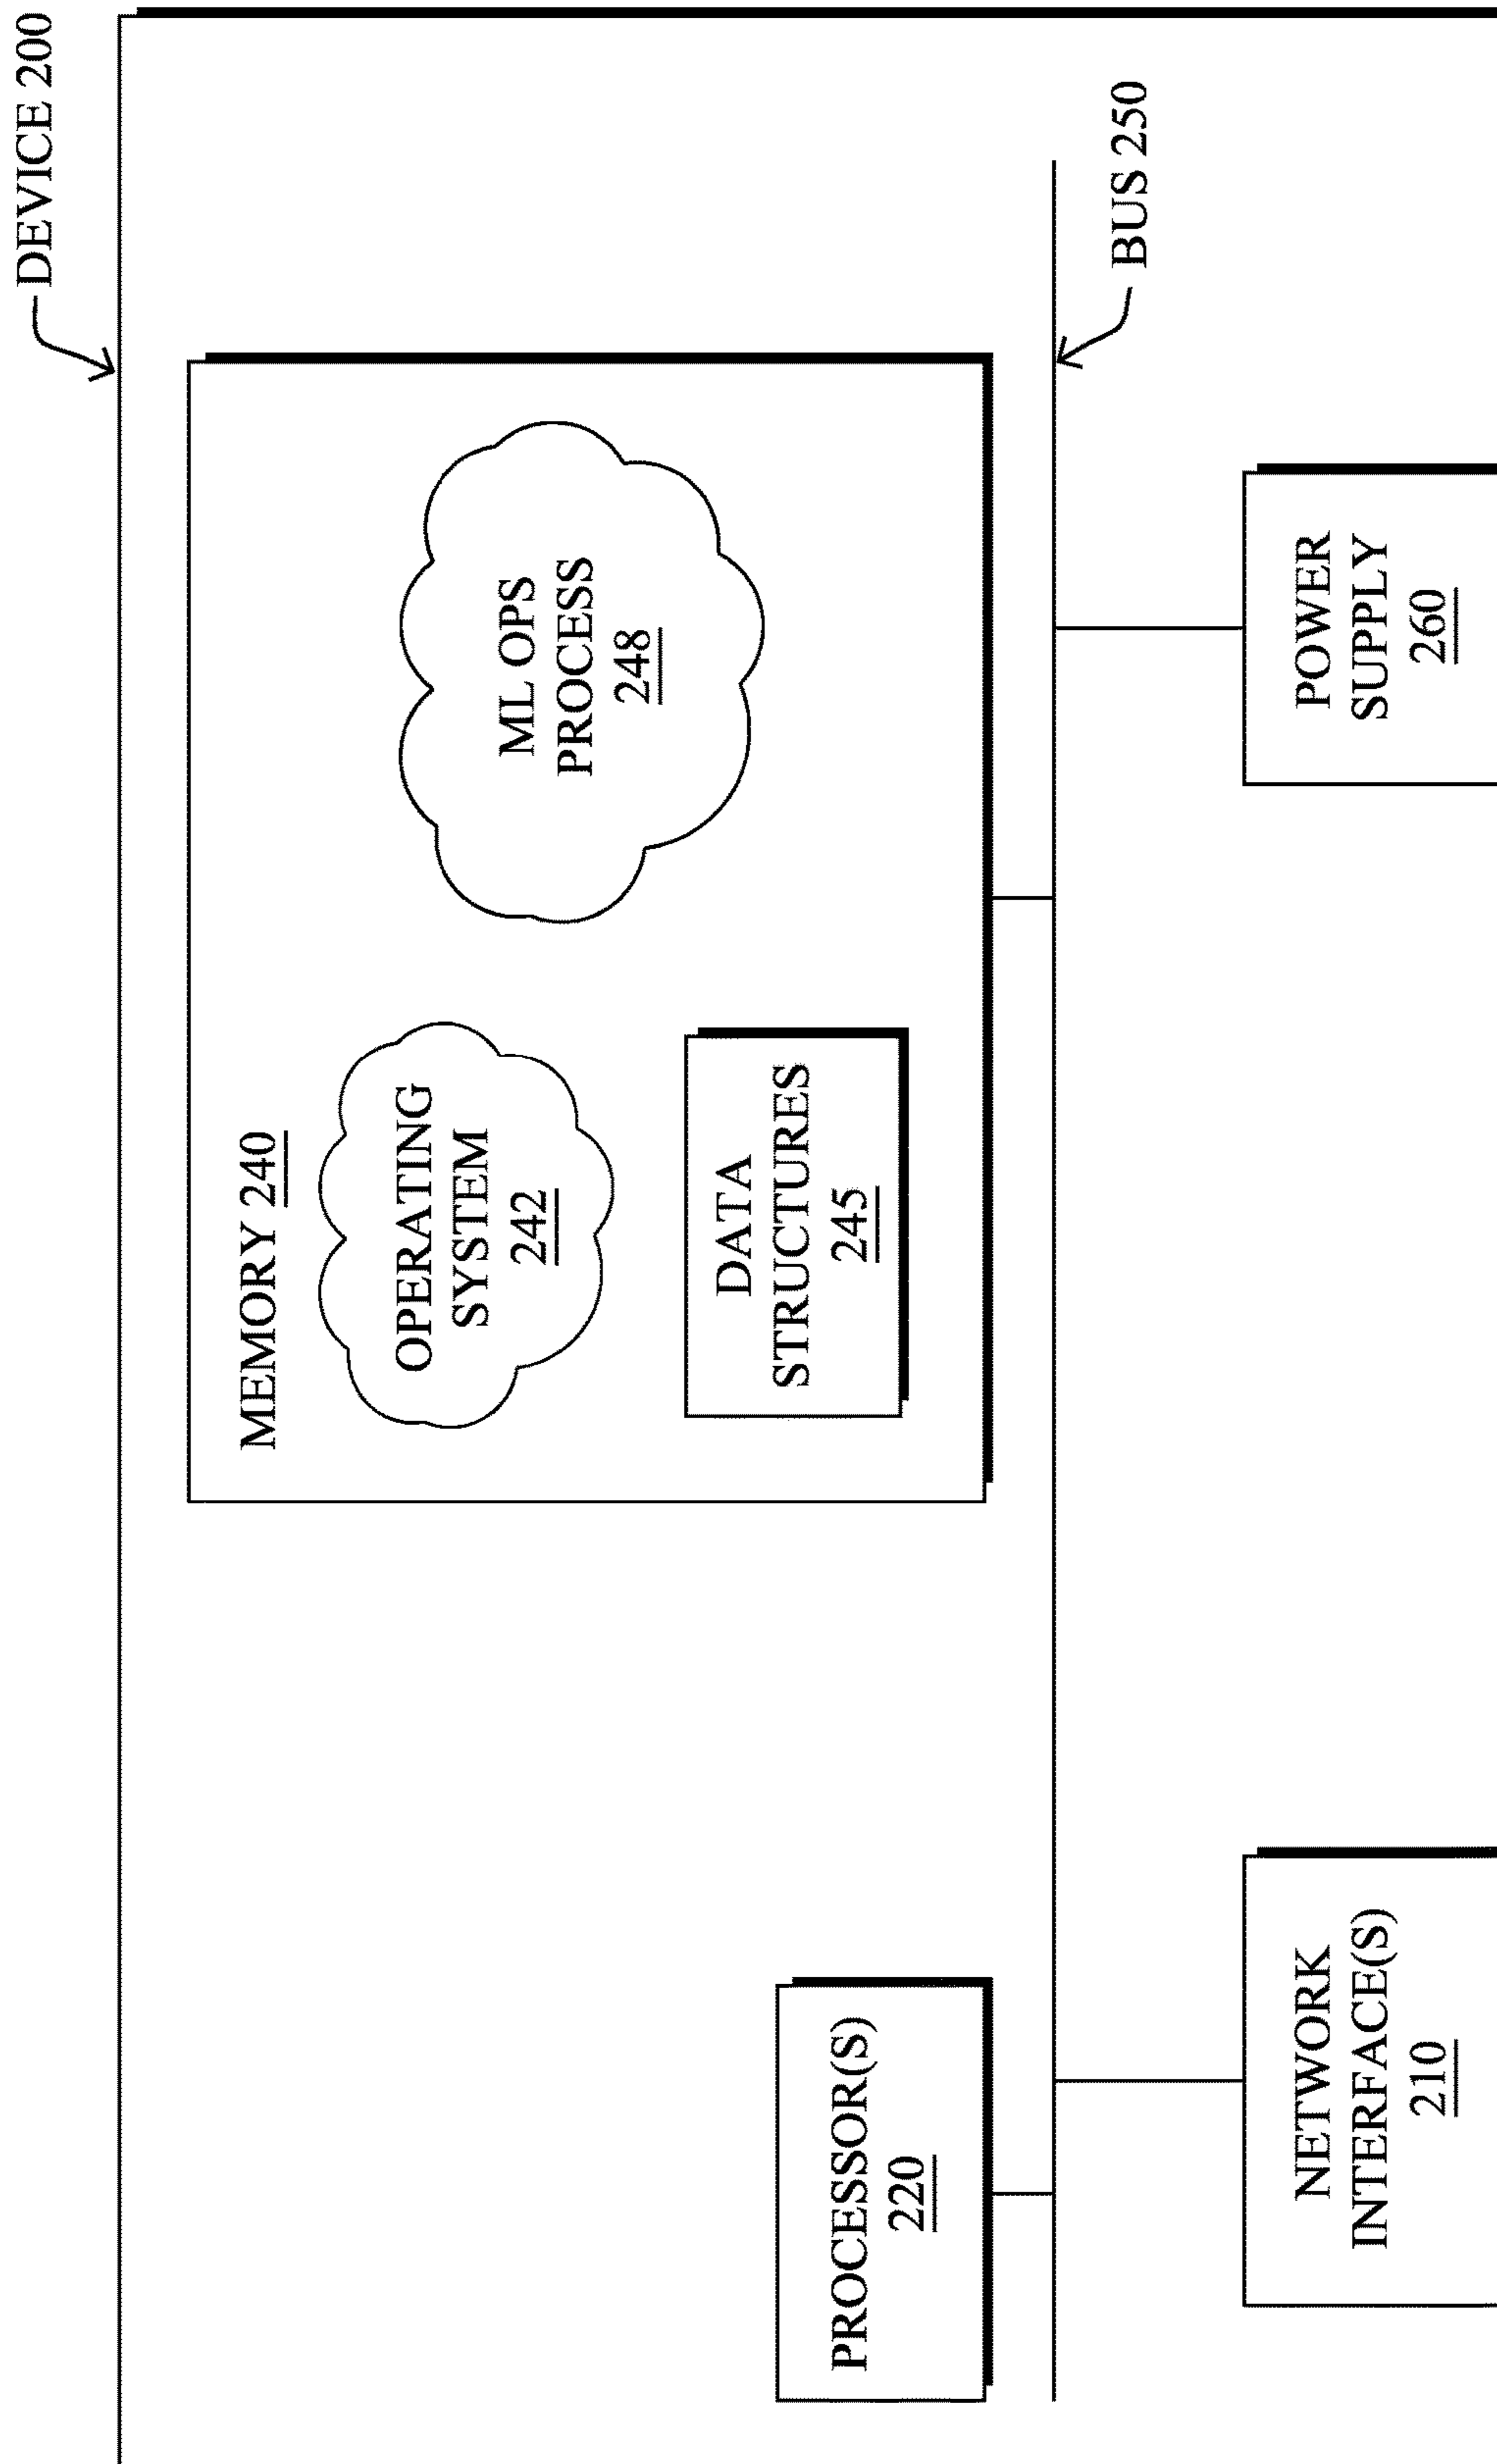 DEVICE 200
MEMORY 240
OPERATING
SYSTEM
242
ML OPS
PROCESS
248
DATA
STRUCTURES
245
PROCESSOR(S)
220
BUS 250
NETWORK
INTERFACE(S)
210
POWER
SUPPLY
260